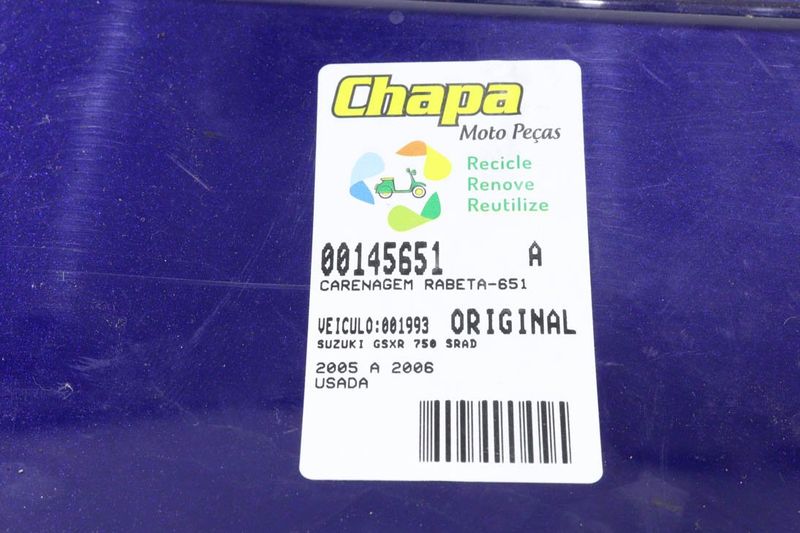 Chapa
Moto Peças
Recicle
Renove
Reutilize
00145651 A
CARENAGEM RABETA-651
VEICULO:001993 ORIGINAL
SUZUKI GSXR 750 SRAD
2005 A 2006
USADA